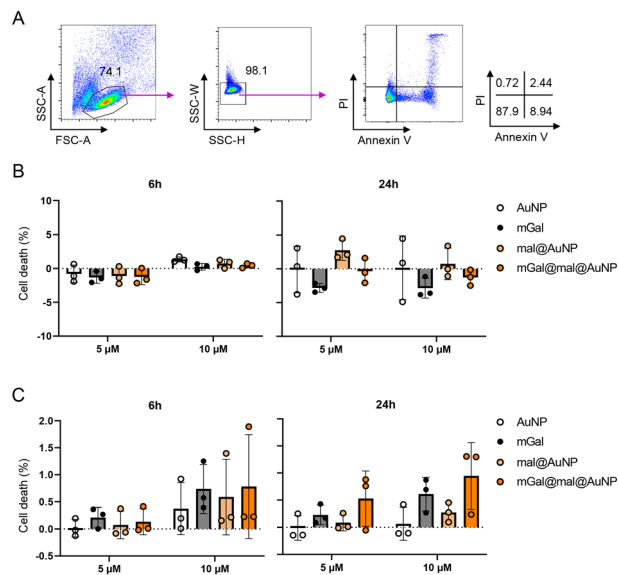 A
74.1
SSC-A
FSC-A
98.1
SSC-W
SSC-H
PI
Annexin V
0.72 2.44
87.9 8.94
PI
Annexin V
B
6h
24h
Cell death (%)
10
5
0
-5
-10
5 µM
10 µM
5 µM
10 µM
AuNP
mGal
mal@AuNP
mGal@mal@AuNP
C
6h
24h
Cell death (%)
2.0
1.5
1.0
0.5
0.0
-0.5
5 µM
10 µM
5 µM
10 µM
AuNP
mGal
mal@AuNP
mGal@mal@AuNP